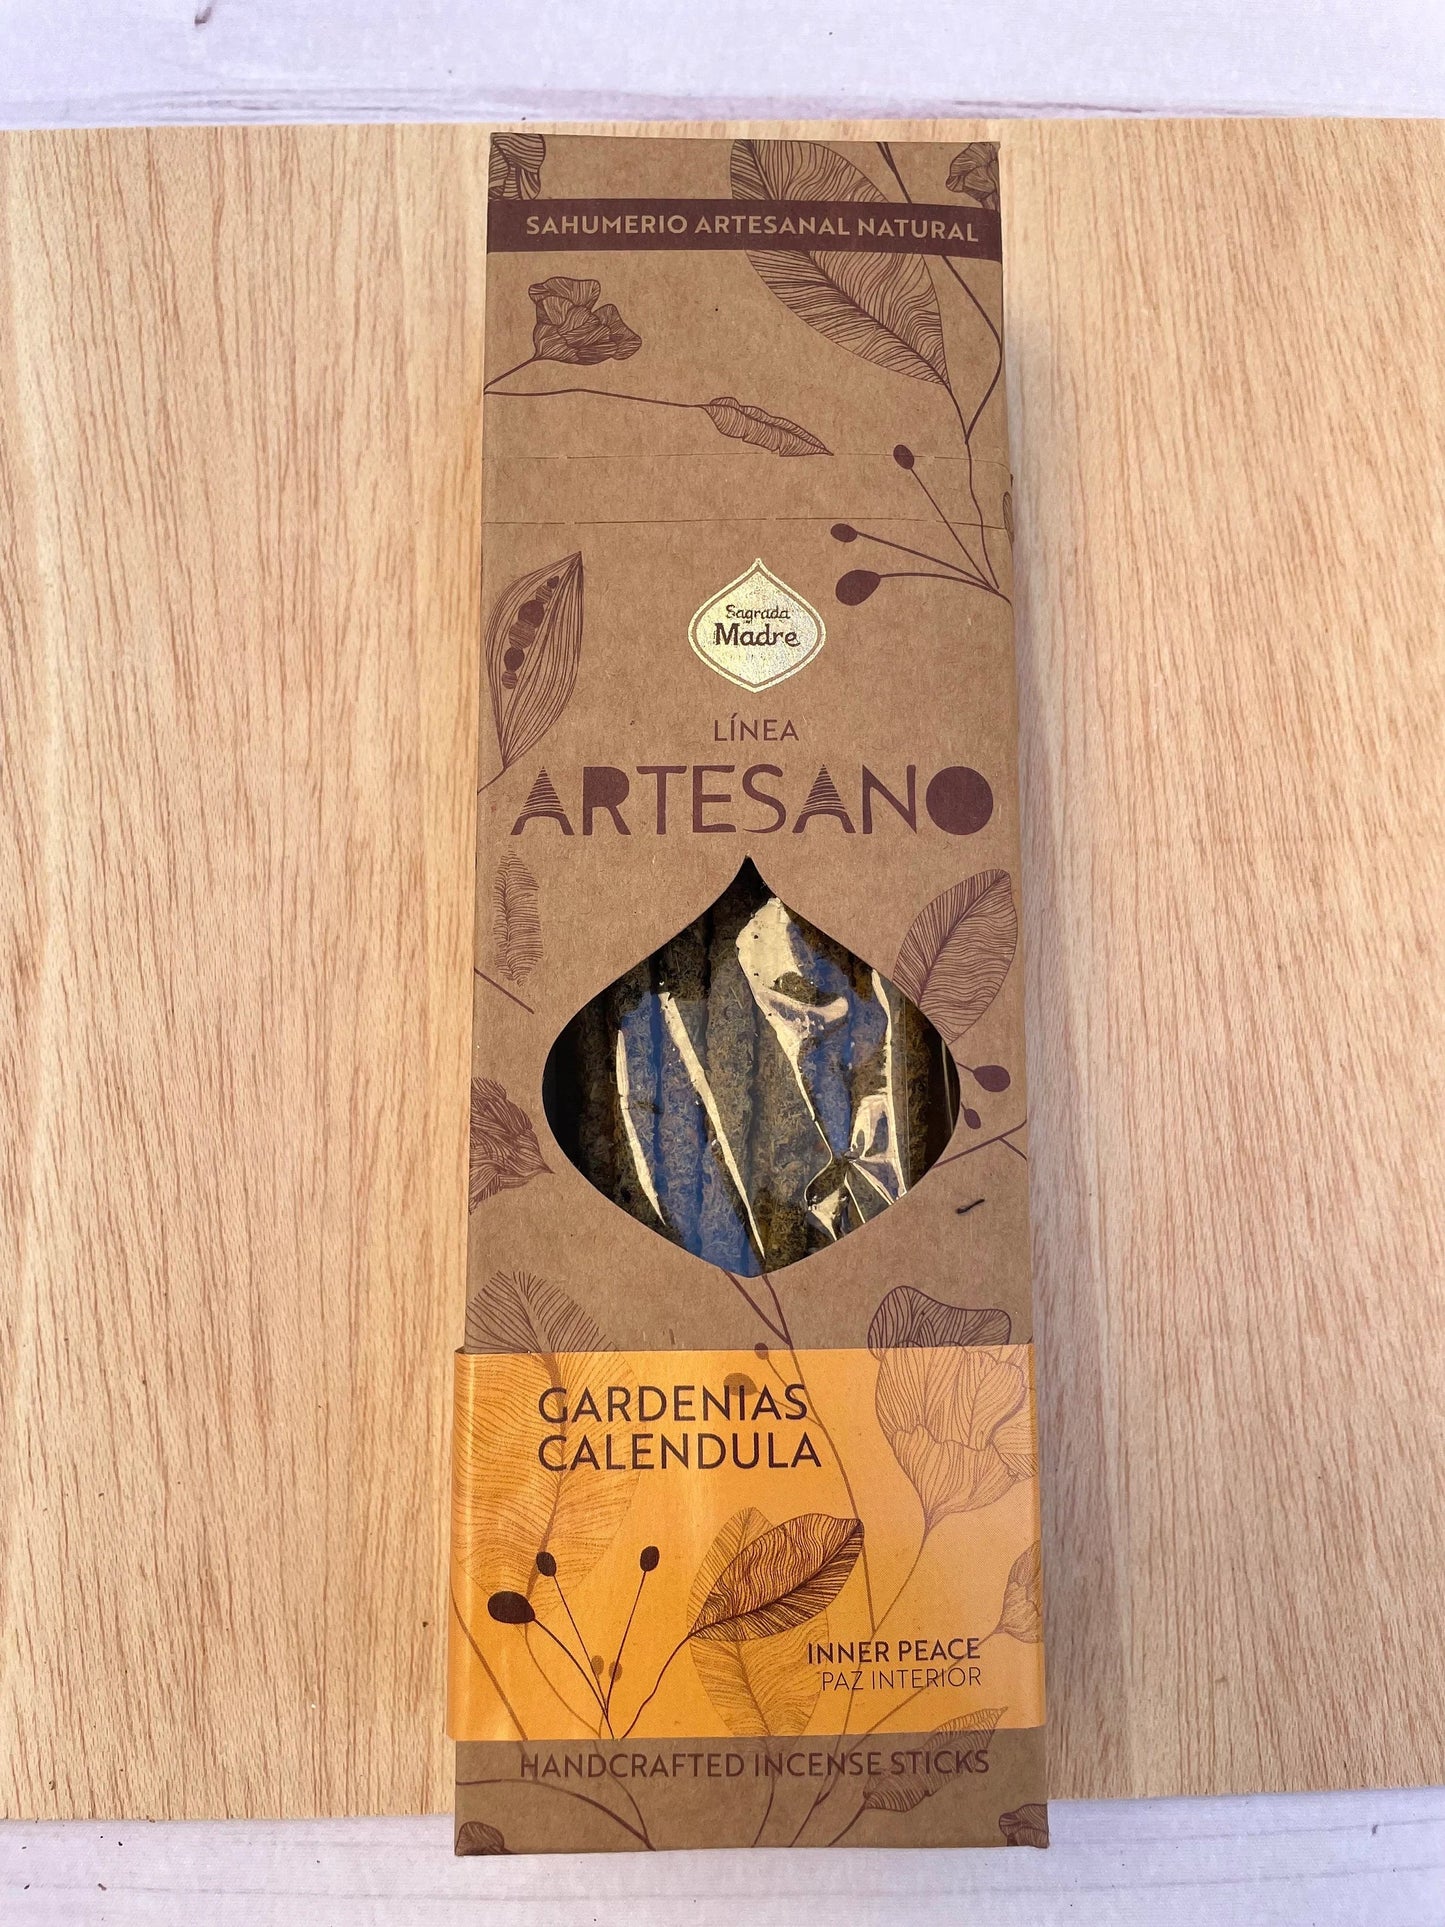 SAHUMERIO ARTESANAL NATURAL
Sagrada
Madre
LÍNEA
ARTESANO
GARDENIAS
CALENDULA
INNER PEACE
PAZ INTERIOR
HANDCRAFTED INCENSE STICKS